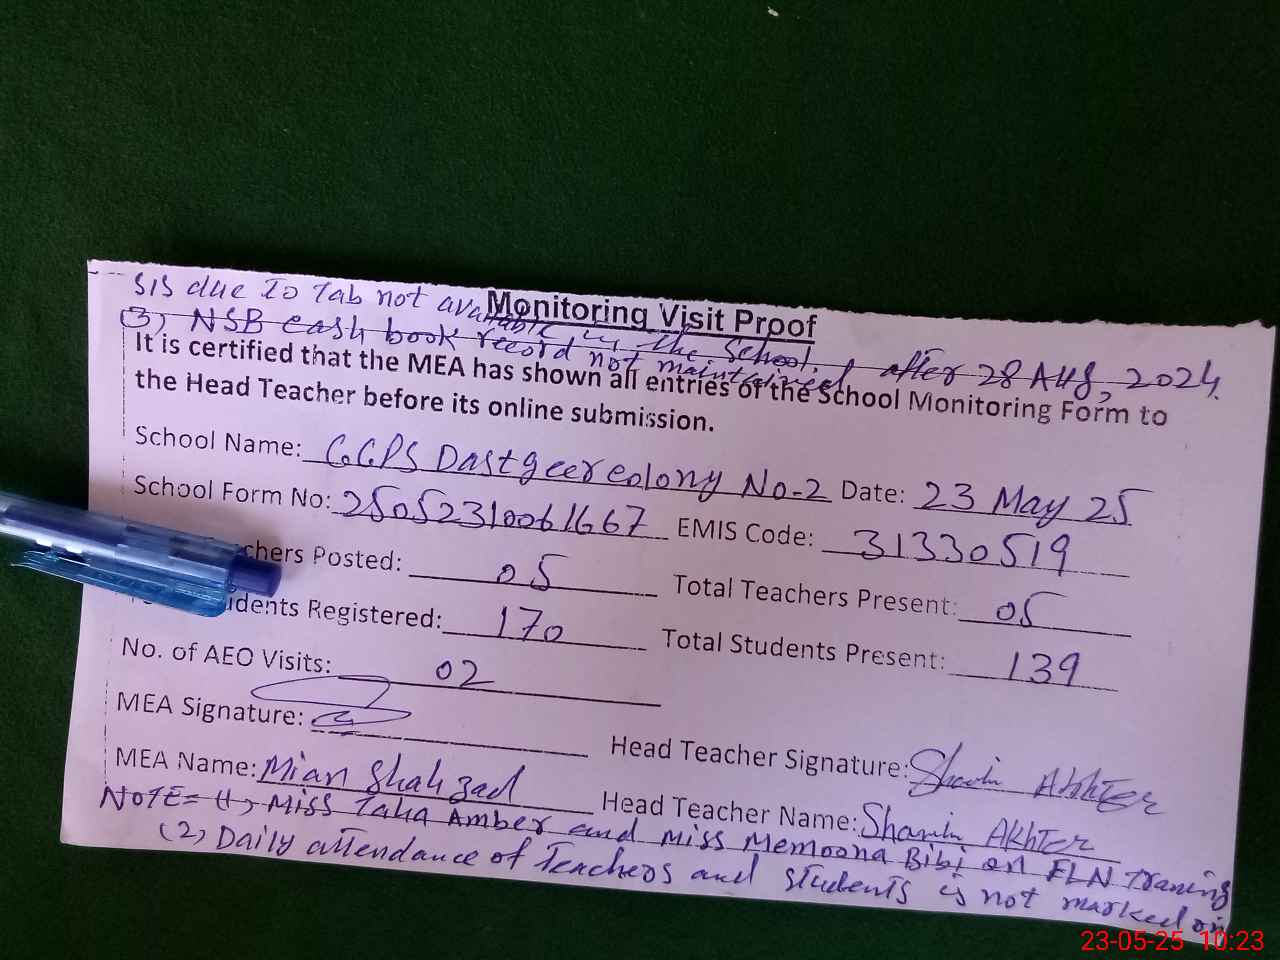 SIS due to Tab not available in the School.
(3) NSB cash book record not maintained after 28 Aug, 2024.
Monitoring Visit Proof
It is certified that the MEA has shown all entries of the School Monitoring Form to
the Head Teacher before its online submission.
School Name: GGPS Dastgeer colony No-2 Date: 23 May 25
School Form No: 2505231006 1667 EMIS Code: 31330519
chers Posted: 05 Total Teachers Present: 05
dents Registered: 170 Total Students Present: 139
No. of AEO Visits: 02
MEA Signature: Head Teacher Signature: Akhter
MEA Name: Mian Shahzad Head Teacher Name: AKhTer
NOTE= (1) Miss Taha Amber and Miss Memoona Bibi on FLN Traning
(2) Daily attendance of Teachers and students is not marked on
23-05-25 10:23